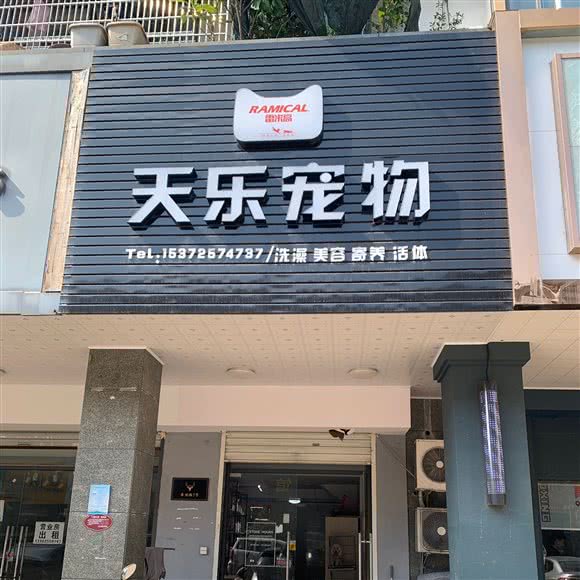 RAMICAL
雷米高
天乐宠物
TEL:15372574737/洗澡 美容 寄养 活体
营业房
出租